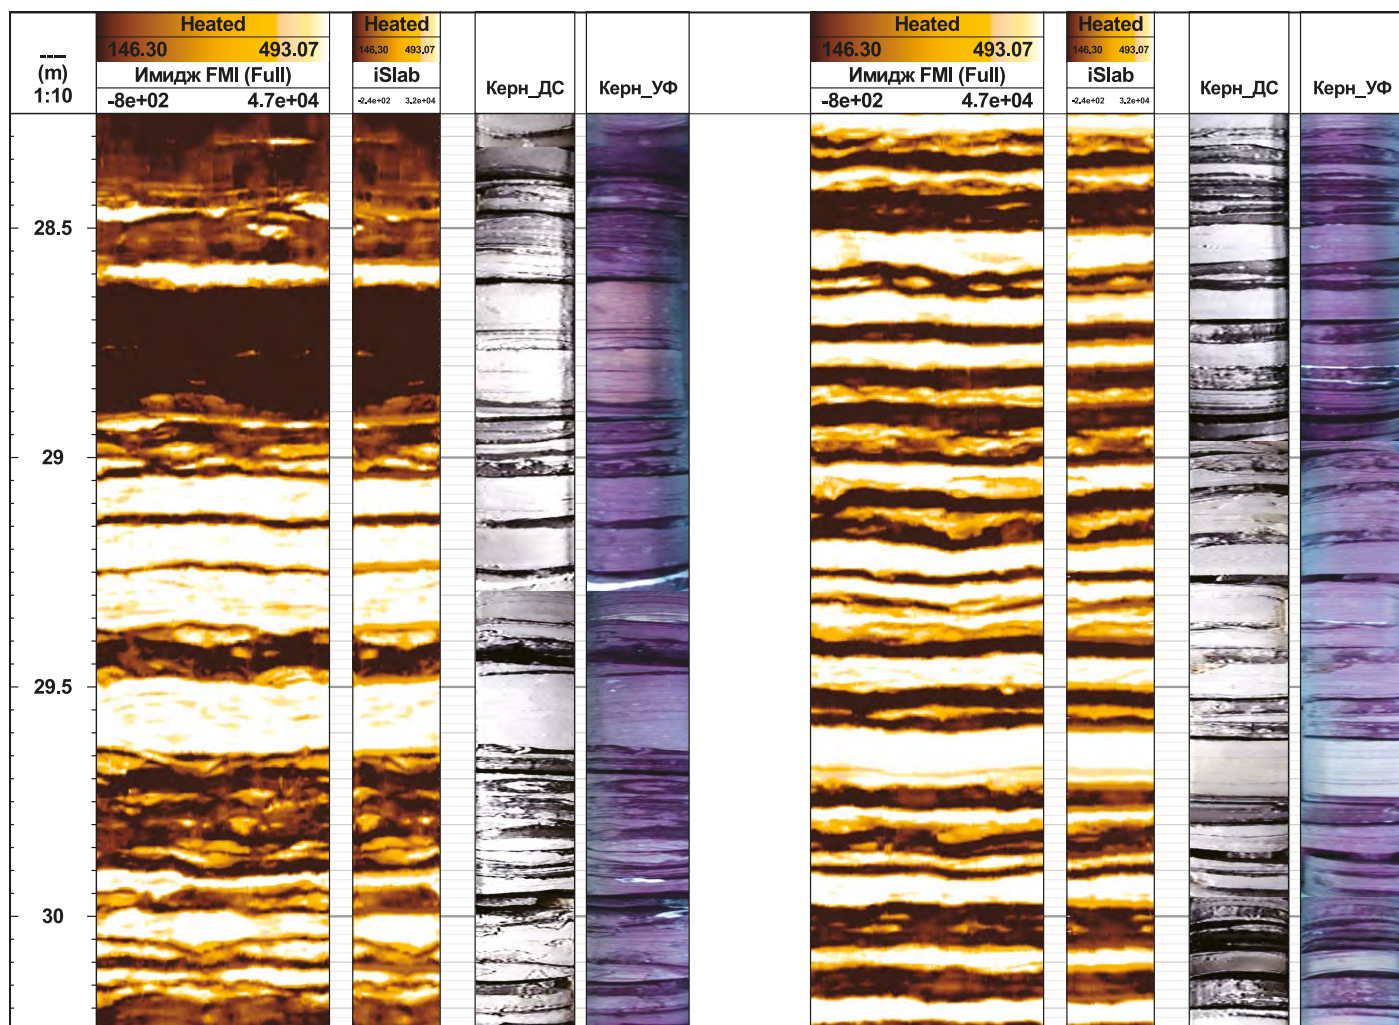 Heated
146.30 493.07
Имидж FMI (Full)
-8e+02 4.7e+04
Heated
146.30 493.07
iSlab
-2.4e+02 3.2e+04
Керн_ДС
Керн_УФ
Heated
146.30 493.07
Имидж FMI (Full)
-8e+02 4.7e+04
Heated
146.30 493.07
iSlab
-2.4e+02 3.2e+04
Керн_ДС
Керн_УФ
(m)
1:10
28.5
29
29.5
30